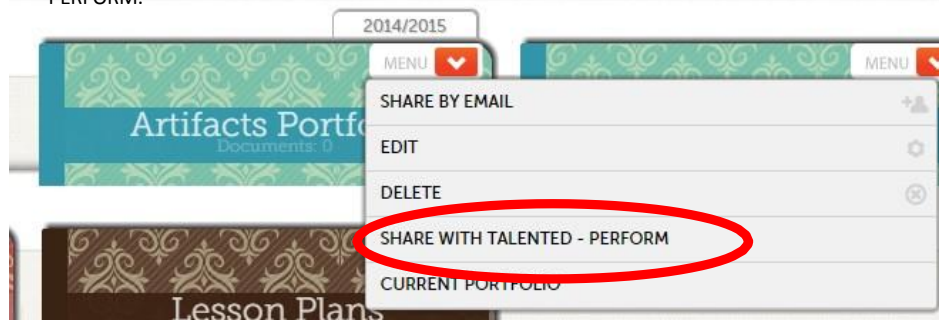 PERFORM.
2014/2015
MENU
MENU
Artifacts Portfo
Documents: 0
SHARE BY EMAIL
EDIT
DELETE
SHARE WITH TALENTED - PERFORM
CURRENT PORTFOLIO
Lesson Plans